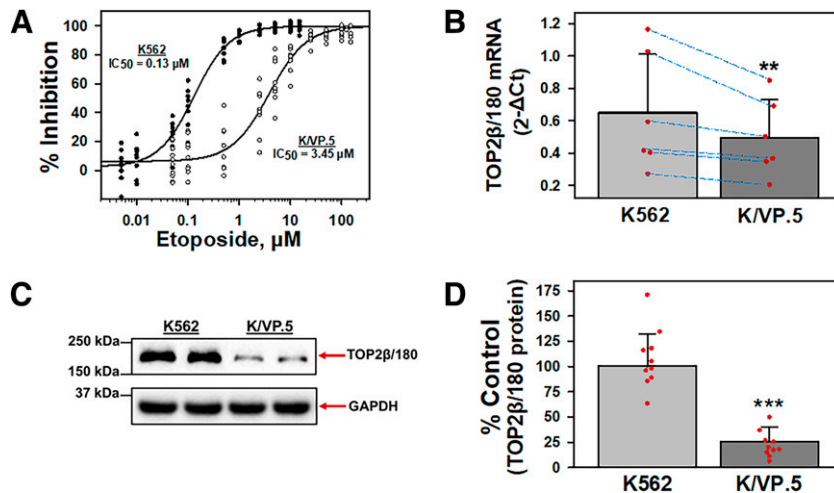 A
% Inhibition
100
80
60
40
20
0
K562
IC50 = 0.13 µM
K/VP.5
IC50 = 3.45 µM
0.01
0.1
1
10
100
Etoposide, µM
B
TOP2β/180 mRNA
(2-ΔCt)
1.2
1.0
0.8
0.6
0.4
0.2
**
K562
K/VP.5
C
K562
K/VP.5
250 kDa
150 kDa
TOP2β/180
37 kDa
GAPDH
D
% Control
(TOP2β/180 protein)
175
150
125
100
75
50
25
0
***
K562
K/VP.5